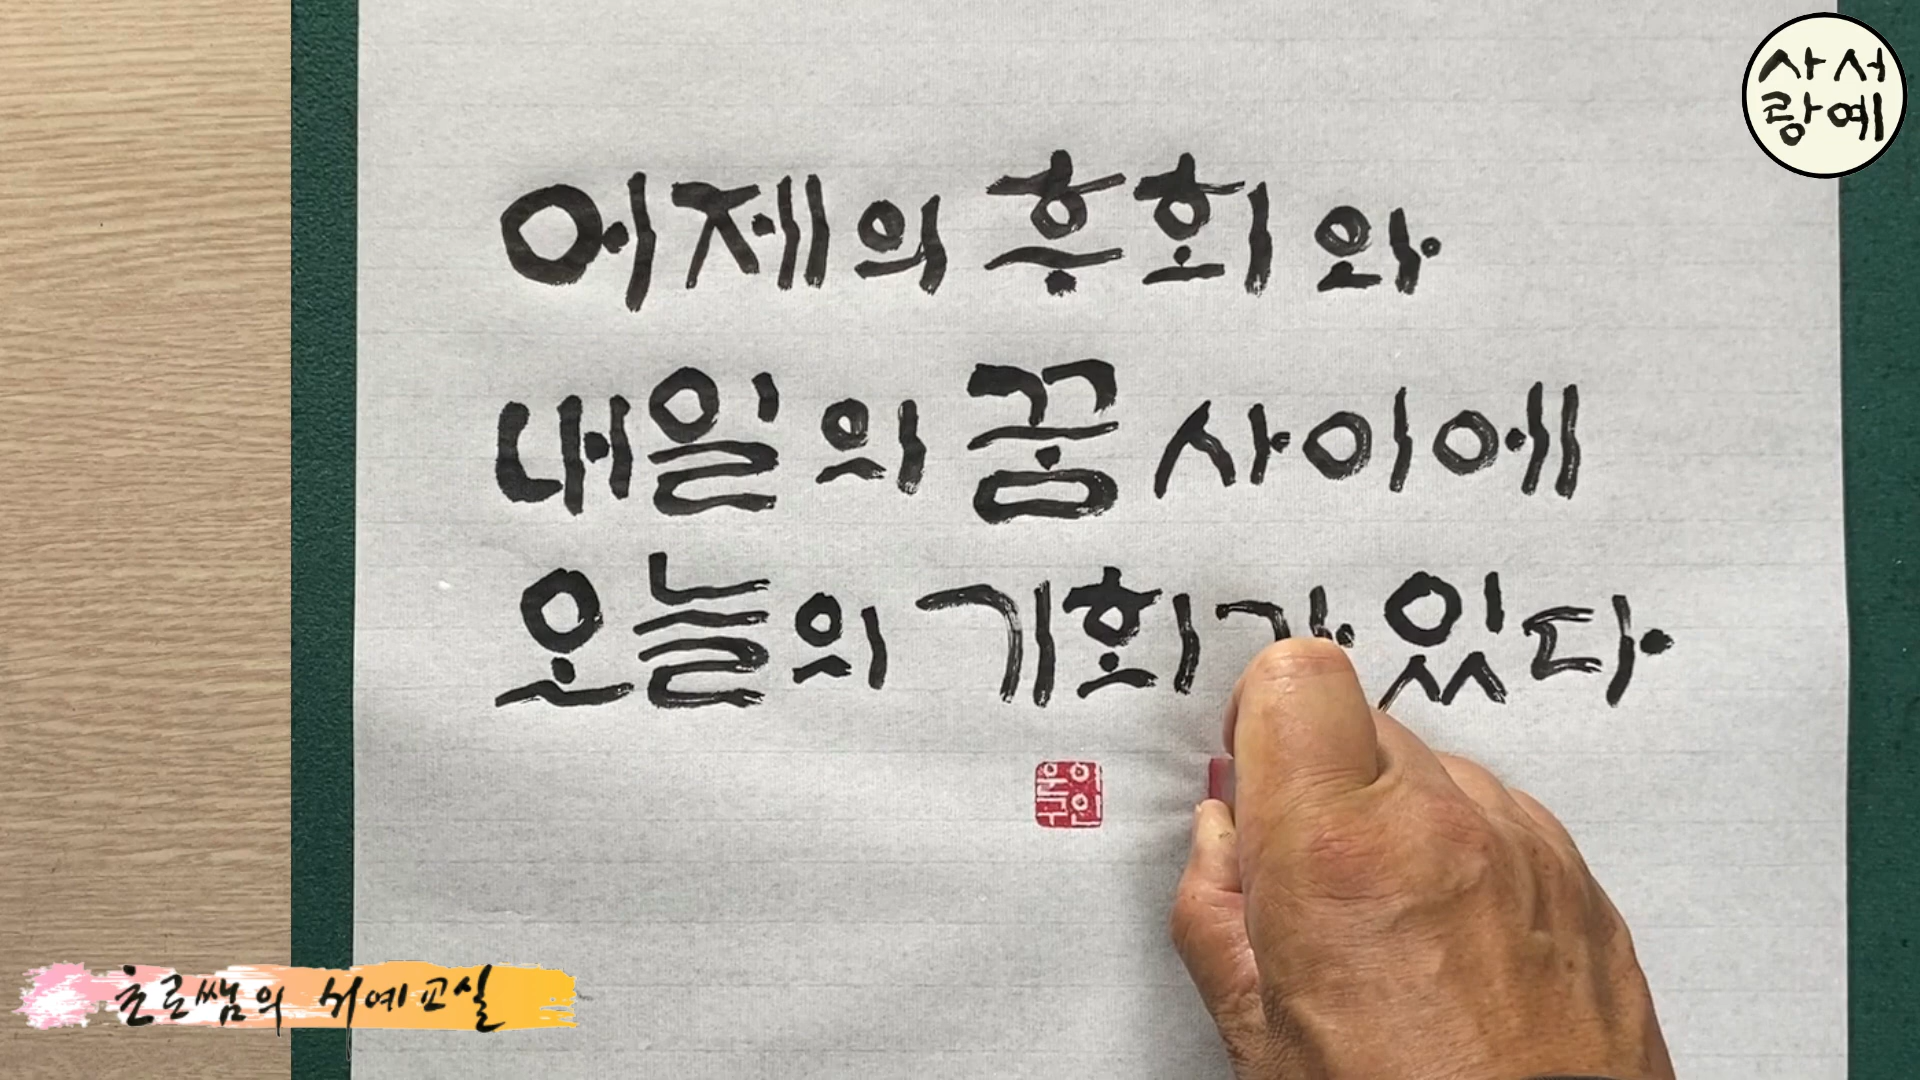 어제의 후회와
내일의 꿈 사이에
오늘의 기회가 있다
서예
사랑
초로쌤의 서예교실